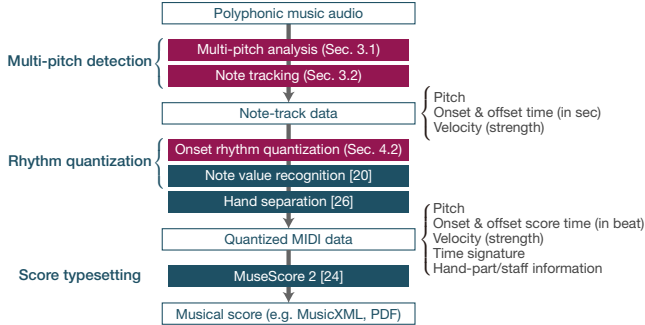 Polyphonic music audio
Multi-pitch detection
Multi-pitch analysis (Sec. 3.1)
Note tracking (Sec. 3.2)
Note-track data
Pitch
Onset & offset time (in sec)
Velocity (strength)
Rhythm quantization
Onset rhythm quantization (Sec. 4.2)
Note value recognition [20]
Hand separation [26]
Quantized MIDI data
Pitch
Onset & offset score time (in beat)
Velocity (strength)
Time signature
Hand-part/staff information
Score typesetting
MuseScore 2 [24]
Musical score (e.g. MusicXML, PDF)